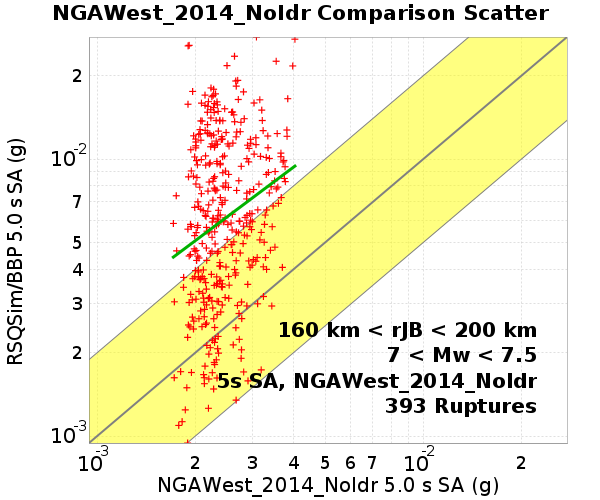 NGAWest_2014_NoIdr Comparison Scatter
RSQSim/BBP 5.0 s SA (g)
2
10-2
7
5
4
3
2
10-3
160 km < rJB < 200 km
7 < Mw < 7.5
5s SA, NGAWest_2014_NoIdr
393 Ruptures
10-3 2 3 4 5 6 7 10-2 2
NGAWest_2014_NoIdr 5.0 s SA (g)